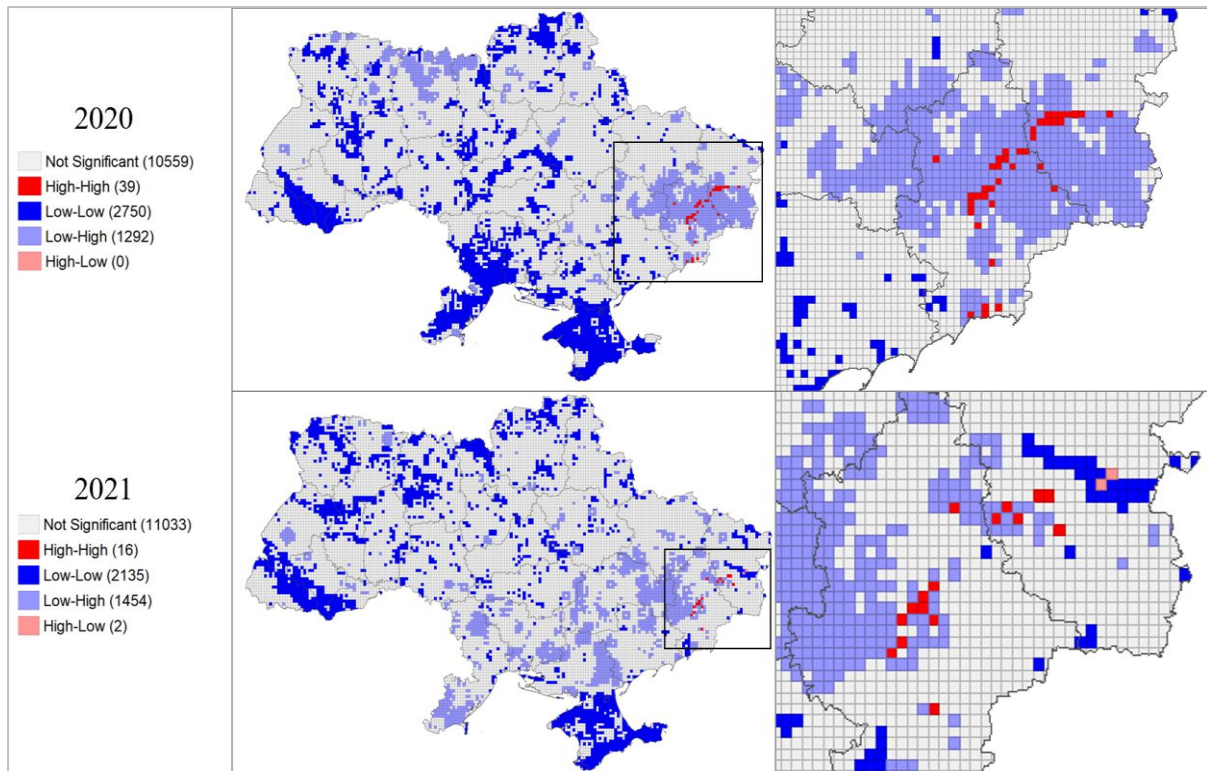 2020
Not Significant (10559)
High-High (39)
Low-Low (2750)
Low-High (1292)
High-Low (0)
2021
Not Significant (11033)
High-High (16)
Low-Low (2135)
Low-High (1454)
High-Low (2)